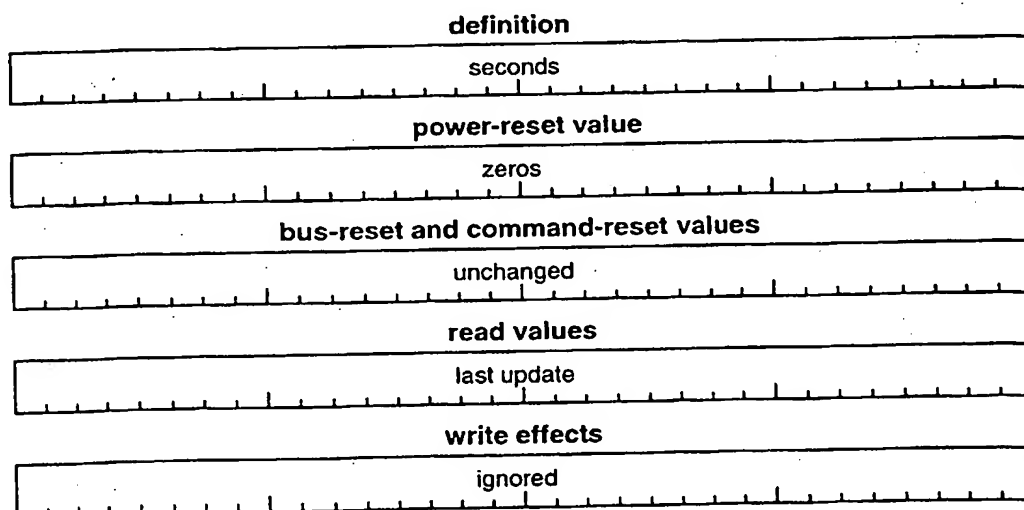 definition
seconds
power-reset value
zeros
bus-reset and command-reset values
unchanged
read values
last update
write effects
ignored